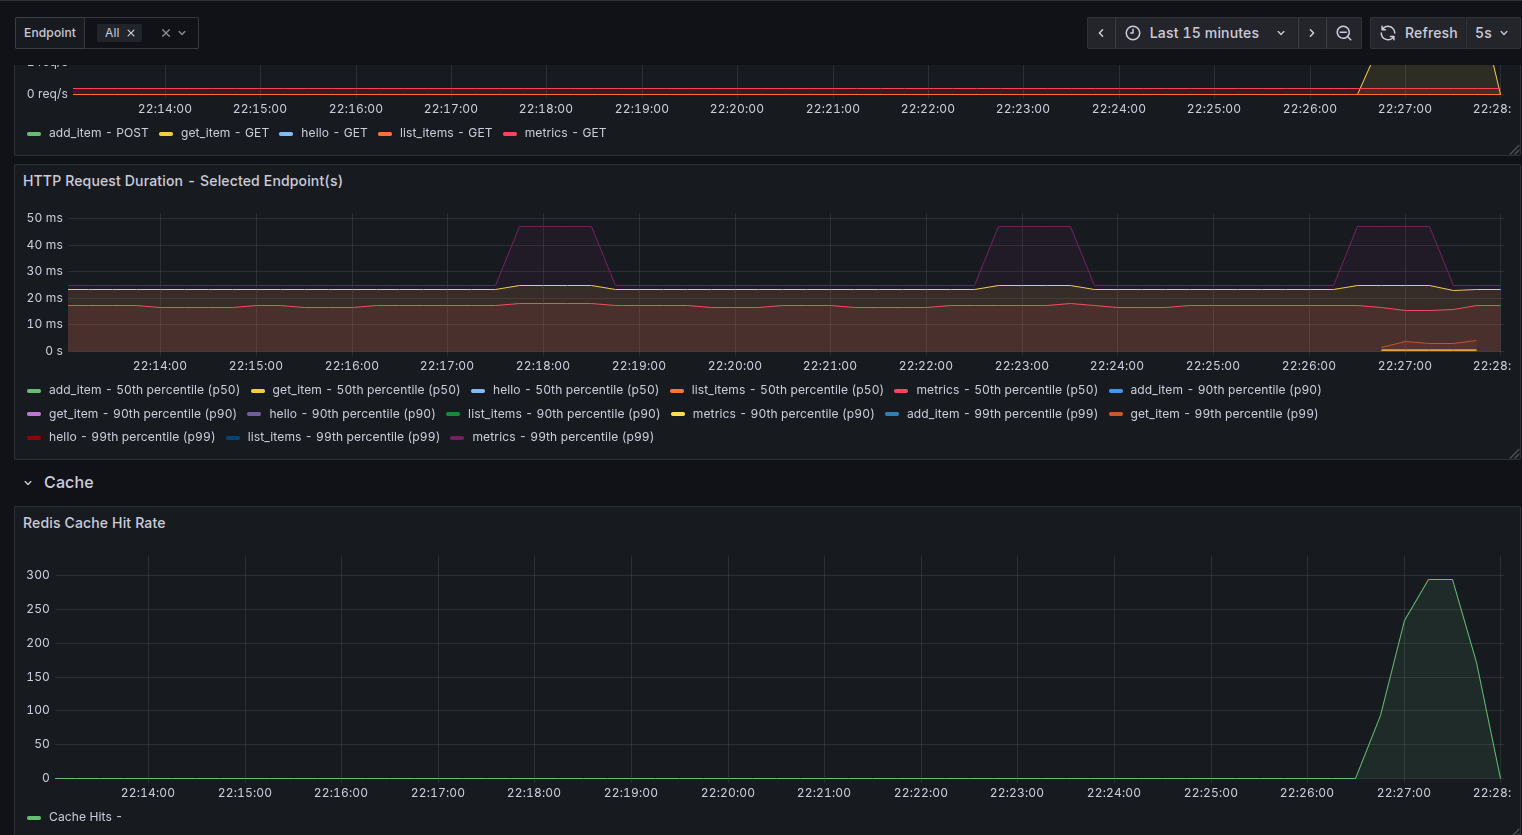 Endpoint All Last 15 minutes Refresh 5s
0 req/s
22:14:00 22:15:00 22:16:00 22:17:00 22:18:00 22:19:00 22:20:00 22:21:00 22:22:00 22:23:00 22:24:00 22:25:00 22:26:00 22:27:00 22:28:
add_item - POST get_item - GET hello - GET list_items - GET metrics - GET
HTTP Request Duration - Selected Endpoint(s)
50 ms
40 ms
30 ms
20 ms
10 ms
0 s
22:14:00 22:15:00 22:16:00 22:17:00 22:18:00 22:19:00 22:20:00 22:21:00 22:22:00 22:23:00 22:24:00 22:25:00 22:26:00 22:27:00 22:28:
add_item - 50th percentile (p50) get_item - 50th percentile (p50) hello - 50th percentile (p50) list_items - 50th percentile (p50) metrics - 50th percentile (p50) add_item - 90th percentile (p90)
get_item - 90th percentile (p90) hello - 90th percentile (p90) list_items - 90th percentile (p90) metrics - 90th percentile (p90) add_item - 99th percentile (p99) get_item - 99th percentile (p99)
hello - 99th percentile (p99) list_items - 99th percentile (p99) metrics - 99th percentile (p99)
Cache
Redis Cache Hit Rate
300
250
200
150
100
50
0
22:14:00 22:15:00 22:16:00 22:17:00 22:18:00 22:19:00 22:20:00 22:21:00 22:22:00 22:23:00 22:24:00 22:25:00 22:26:00 22:27:00 22:28:
Cache Hits -